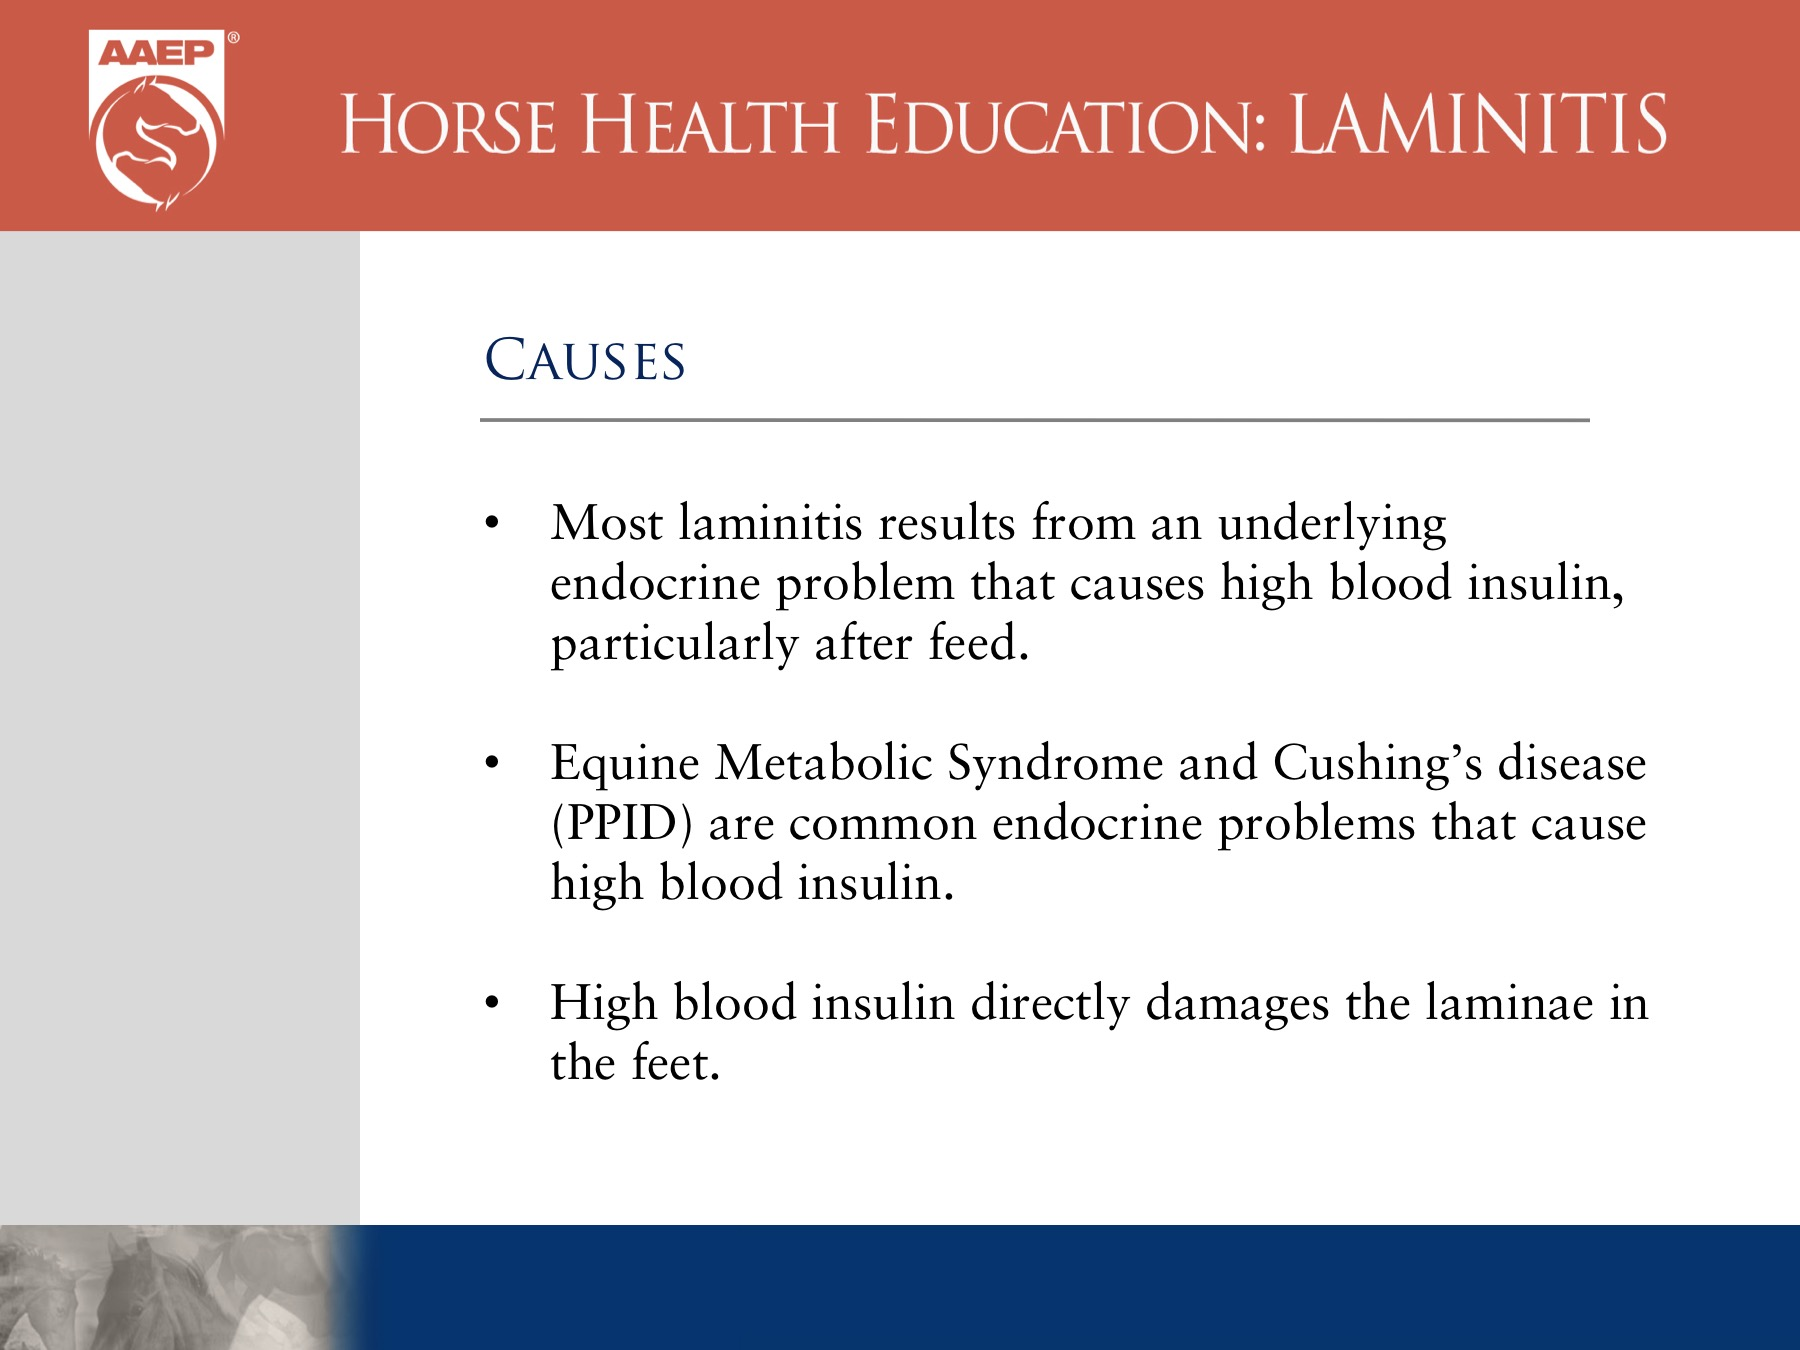 AAEP®
HORSE HEALTH EDUCATION: LAMINITIS
CAUSES
• Most laminitis results from an underlying
endocrine problem that causes high blood insulin,
particularly after feed.
• Equine Metabolic Syndrome and Cushing’s disease
(PPID) are common endocrine problems that cause
high blood insulin.
• High blood insulin directly damages the laminae in
the feet.